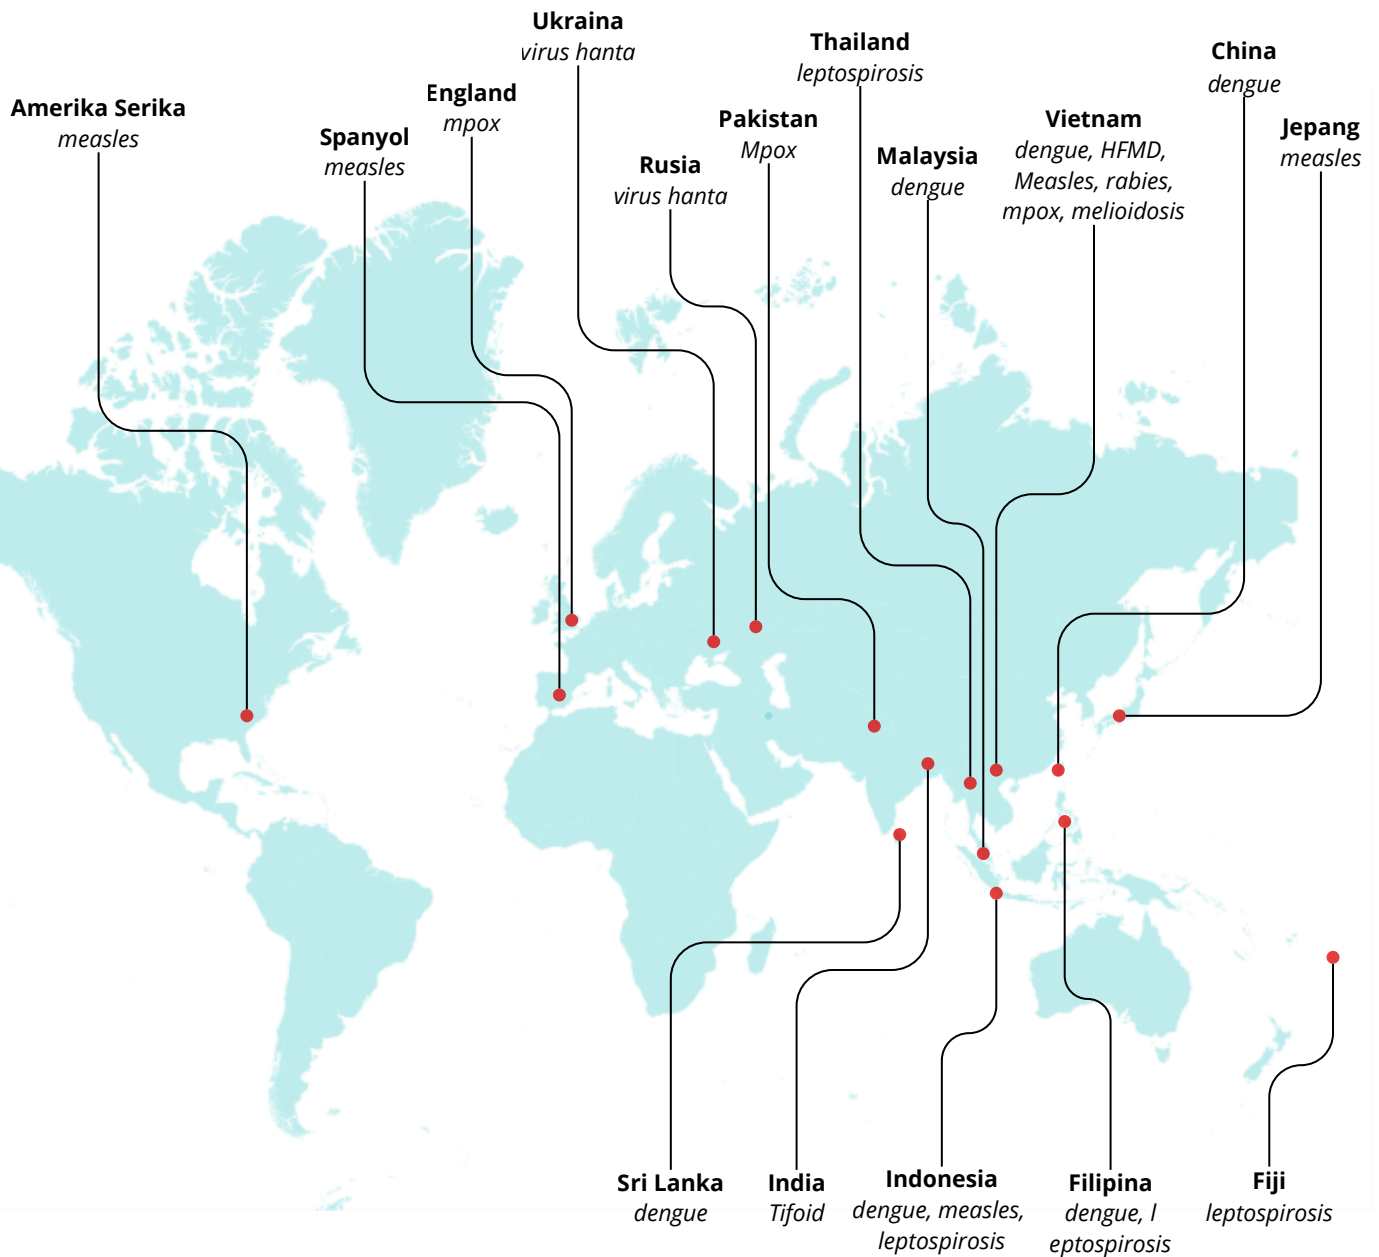 Ukraina
virus hanta
Thailand
leptospirosis
China
dengue
England
mpox
Amerika Serika
measles
Spanyol
measles
Pakistan
Mpox
Vietnam
dengue, HFMD,
Measles, rabies,
mpox, melioidosis
Jepang
measles
Rusia
virus hanta
Malaysia
dengue
Sri Lanka
dengue
India
Tifoid
Indonesia
dengue, measles,
leptospirosis
Filipina
dengue, l
eptospirosis
Fiji
leptospirosis